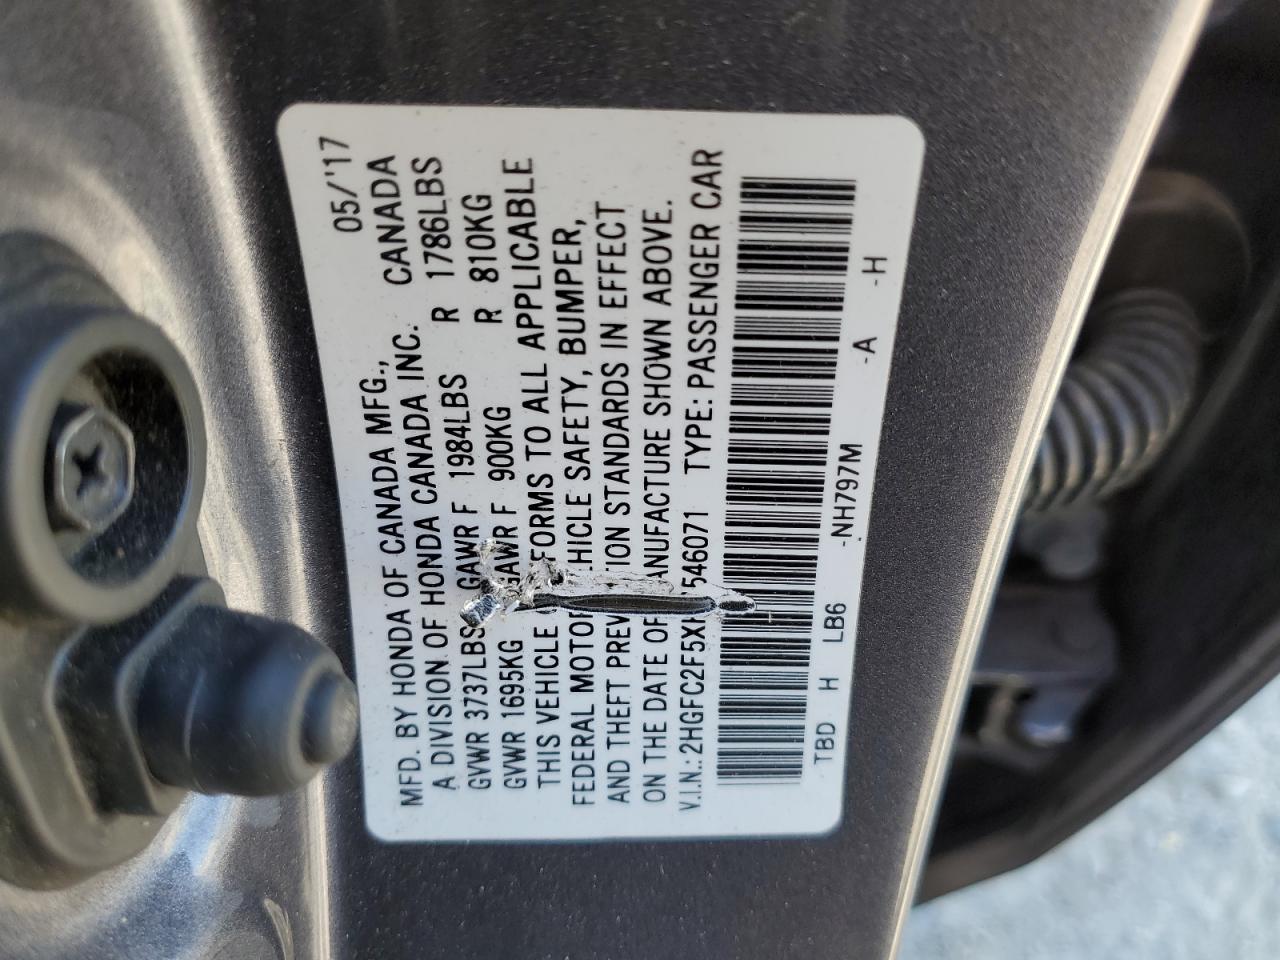 05/'17
MFD. BY HONDA OF CANADA MFG.,
A DIVISION OF HONDA CANADA INC. CANADA
GVWR 3737LBS GAWR F 1984LBS R 1786LBS
GVWR 1695KG GAWR F 900KG R 810KG
THIS VEHICLE FORMS TO ALL APPLICABLE
FEDERAL MOTOR HICLE SAFETY, BUMPER,
AND THEFT PREV TION STANDARDS IN EFFECT
ON THE DATE OF ANUFACTURE SHOWN ABOVE.
V.I.N.: 2HGFC2F5X 546071 TYPE: PASSENGER CAR
TBD H LB6 -NH797M -A -H